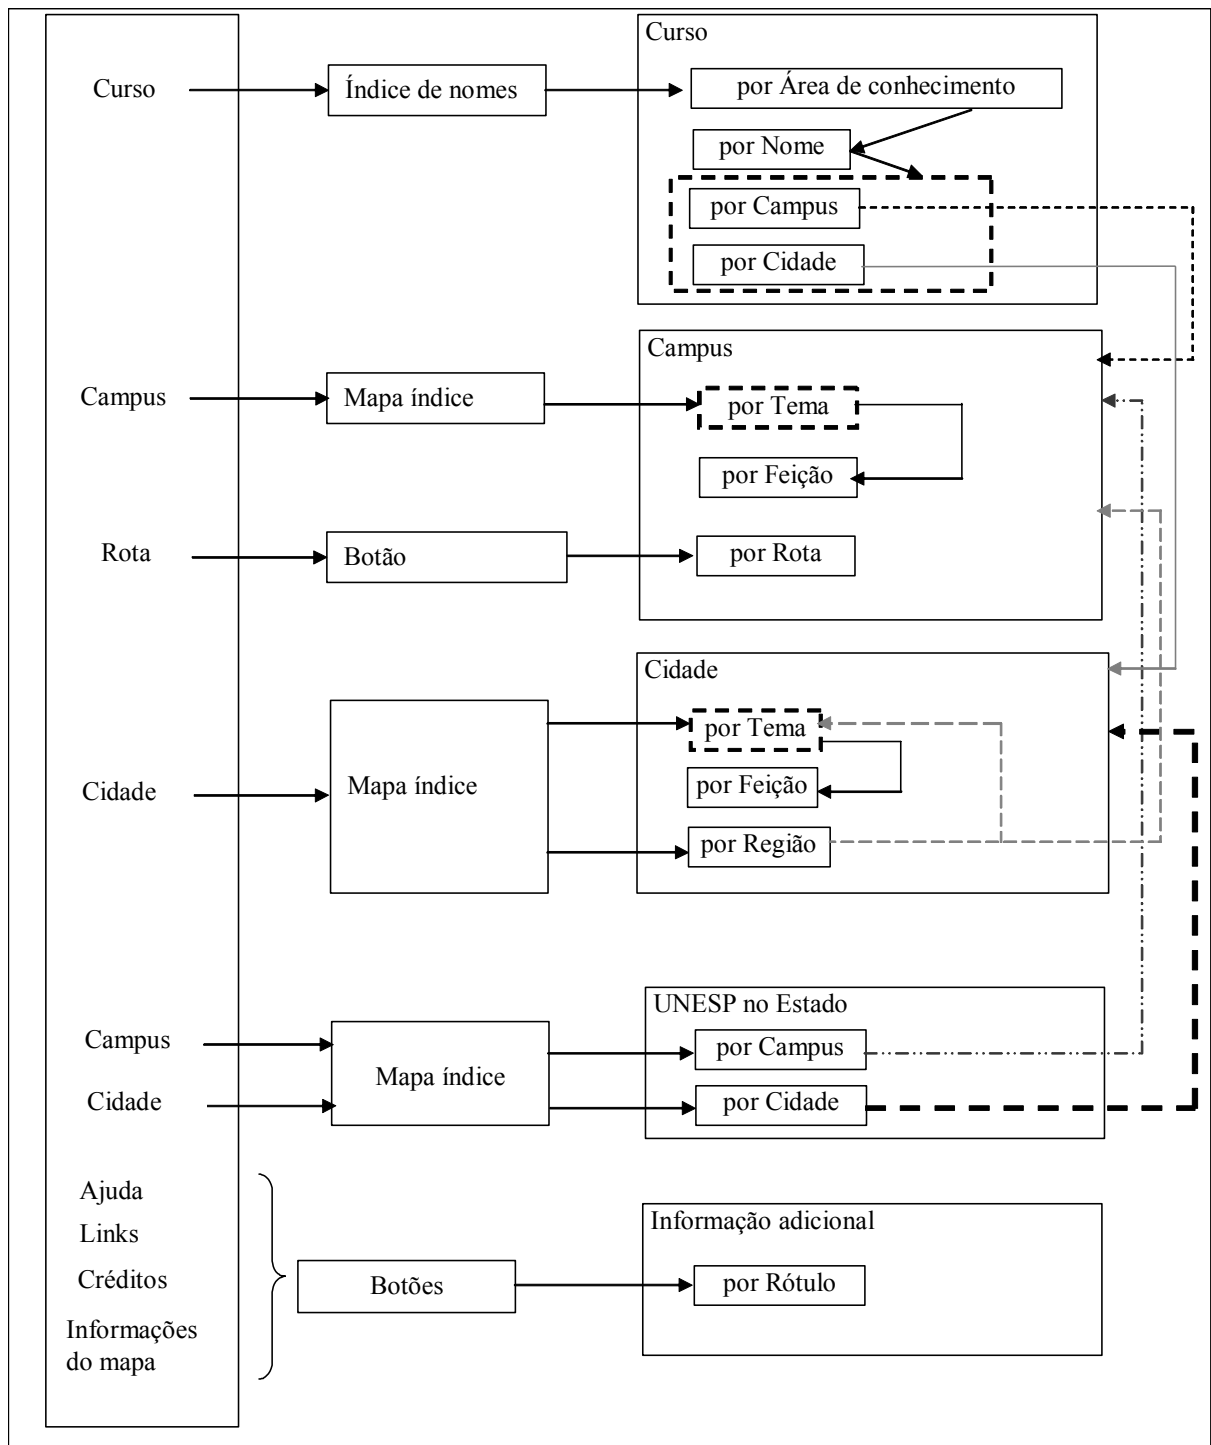 Curso
Curso
Índice de nomes
por Área de conhecimento
por Nome
por Campus
por Cidade
Campus
Campus
Mapa índice
por Tema
por Feição
Rota
Botão
por Rota
Cidade
por Tema
Cidade
Mapa índice
por Feição
por Região
UNESP no Estado
Campus
por Campus
Mapa índice
Cidade
por Cidade
Ajuda
Links
Créditos
Informações
do mapa
Botões
Informação adicional
por Rótulo